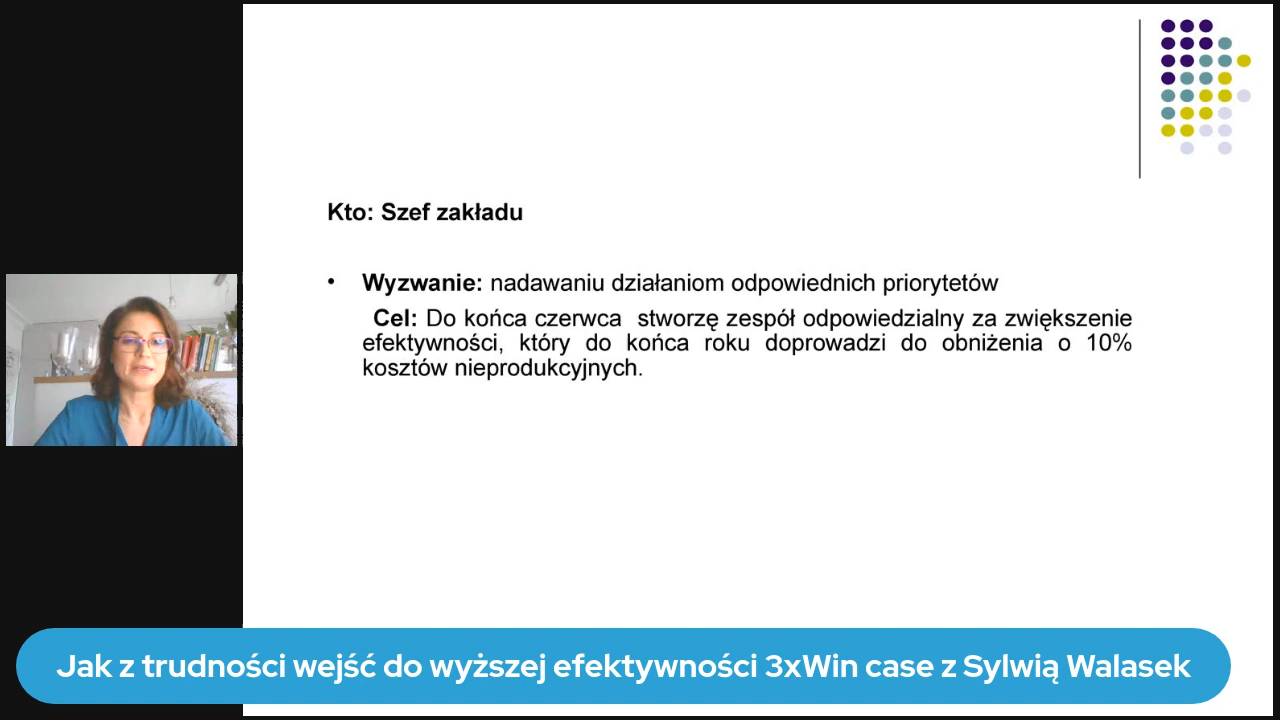 Kto: Szef zakładu
• Wyzwanie: nadawaniu działaniom odpowiednich priorytetów
Cel: Do końca czerwca stworzę zespół odpowiedzialny za zwiększenie
efektywności, który do końca roku doprowadzi do obniżenia o 10%
kosztów nieprodukcyjnych.
Jak z trudności wejść do wyższej efektywności 3xWin case z Sylwią Walasek